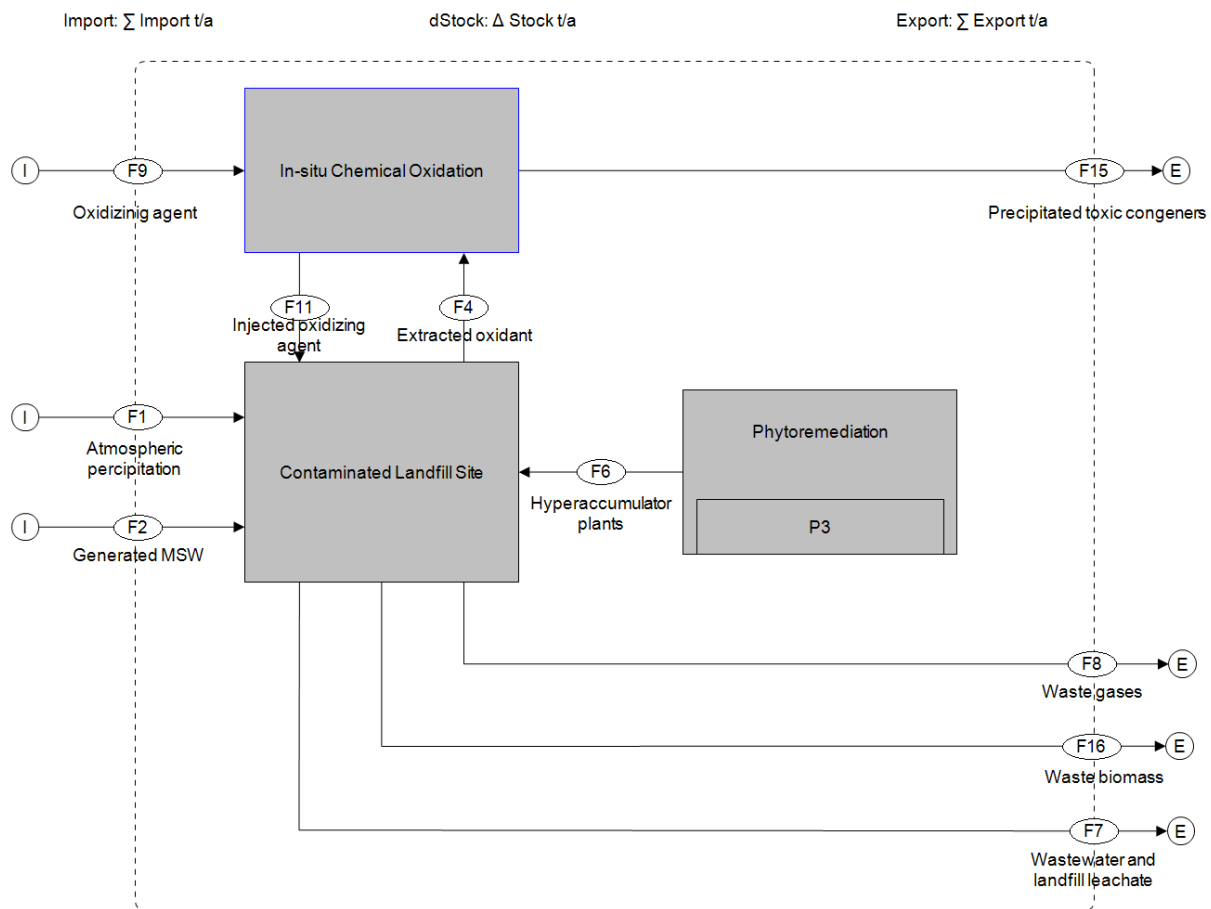 Import: ∑ Import t/a
dStock: Δ Stock t/a
Export: ∑ Export t/a
In-situ Chemical Oxidation
I
F9
F15
E
Oxidizinig agent
Precipitated toxic congeners
F11
F4
Injected oxidizing
agent
Extracted oxidant
I
F1
Atmospheric
percipitation
Contaminated Landfill Site
Phytoremediation
F6
Hyperaccumulator
plants
P3
I
F2
Generated MSW
F8
E
Waste gases
F16
E
Waste biomass
F7
E
Wastewater and
landfill leachate